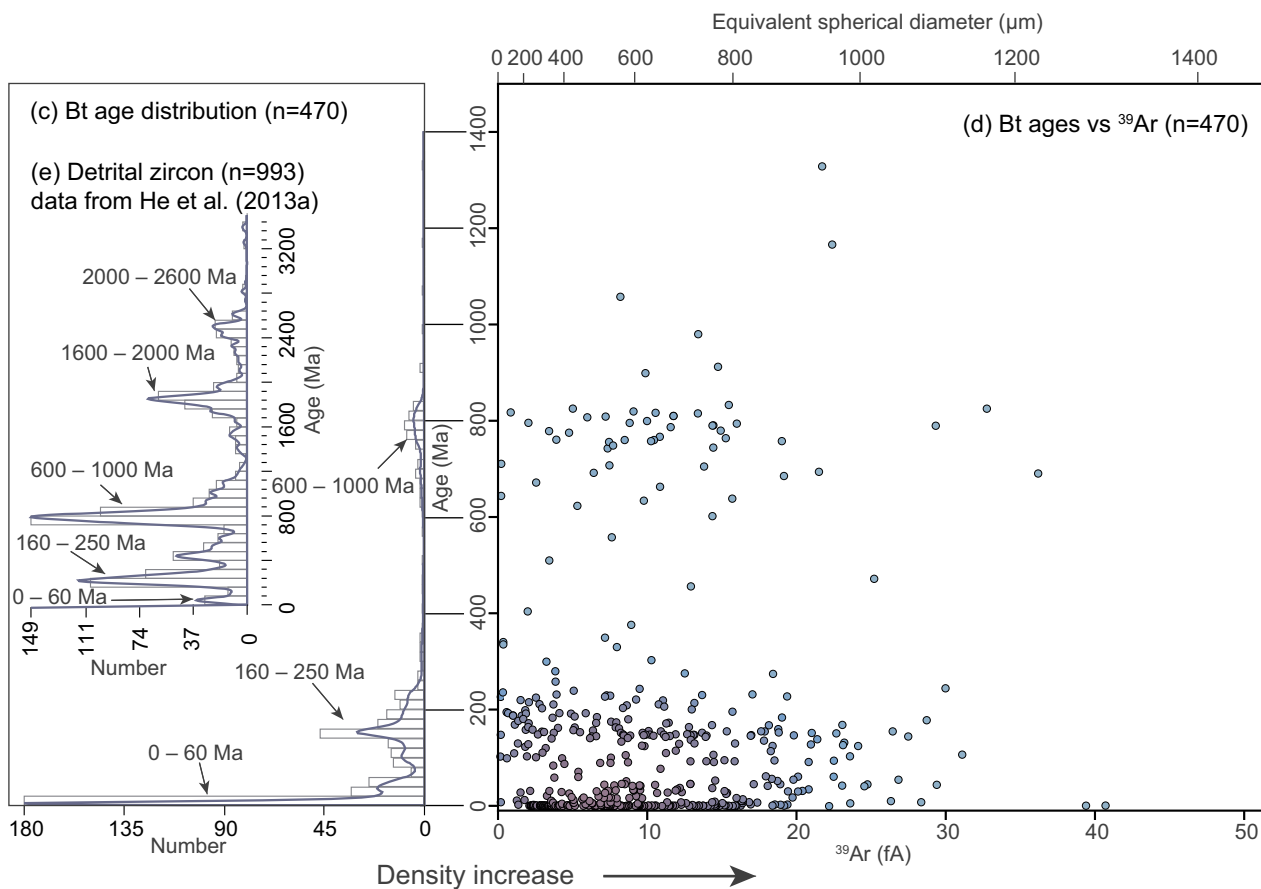 Equivalent spherical diameter (µm)
0 200 400 600 800 1000 1200 1400
(c) Bt age distribution (n=470)
(d) Bt ages vs ³⁹Ar (n=470)
(e) Detrital zircon (n=993)
data from He et al. (2013a)
2000 – 2600 Ma
1600 – 2000 Ma
600 – 1000 Ma
160 – 250 Ma
0 – 60 Ma
3200
2400
1600
800
0
Age (Ma)
149 111 74 37 0
Number
600 – 1000 Ma
160 – 250 Ma
0 – 60 Ma
1400
1200
1000
800
600
400
200
0
Age (Ma)
180 135 90 45 0
Number
0 10 20 30 40 50
³⁹Ar (fA)
Density increase